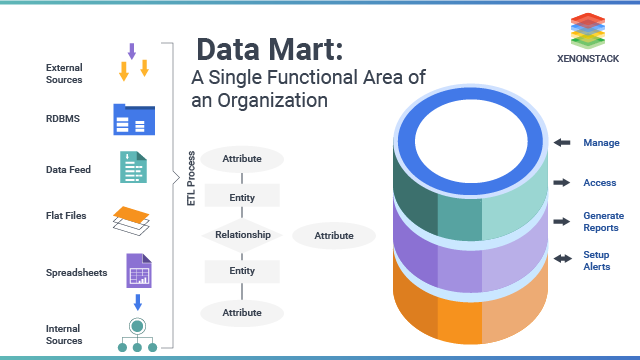 Data Mart:
A Single Functional Area of
an Organization
XENONSTACK
External
Sources
RDBMS
Data Feed
Flat Files
Spreadsheets
Internal
Sources
ETL Process
Attribute
Entity
Relationship
Attribute
Entity
Attribute
Manage
Access
Generate
Reports
Setup
Alerts